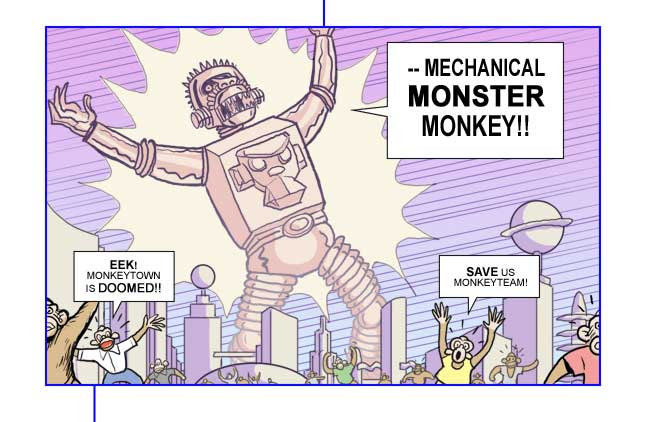 -- MECHANICAL
MONSTER
MONKEY!!
EEK!
MONKEYTOWN
IS DOOMED!!
SAVE US
MONKEYTEAM!